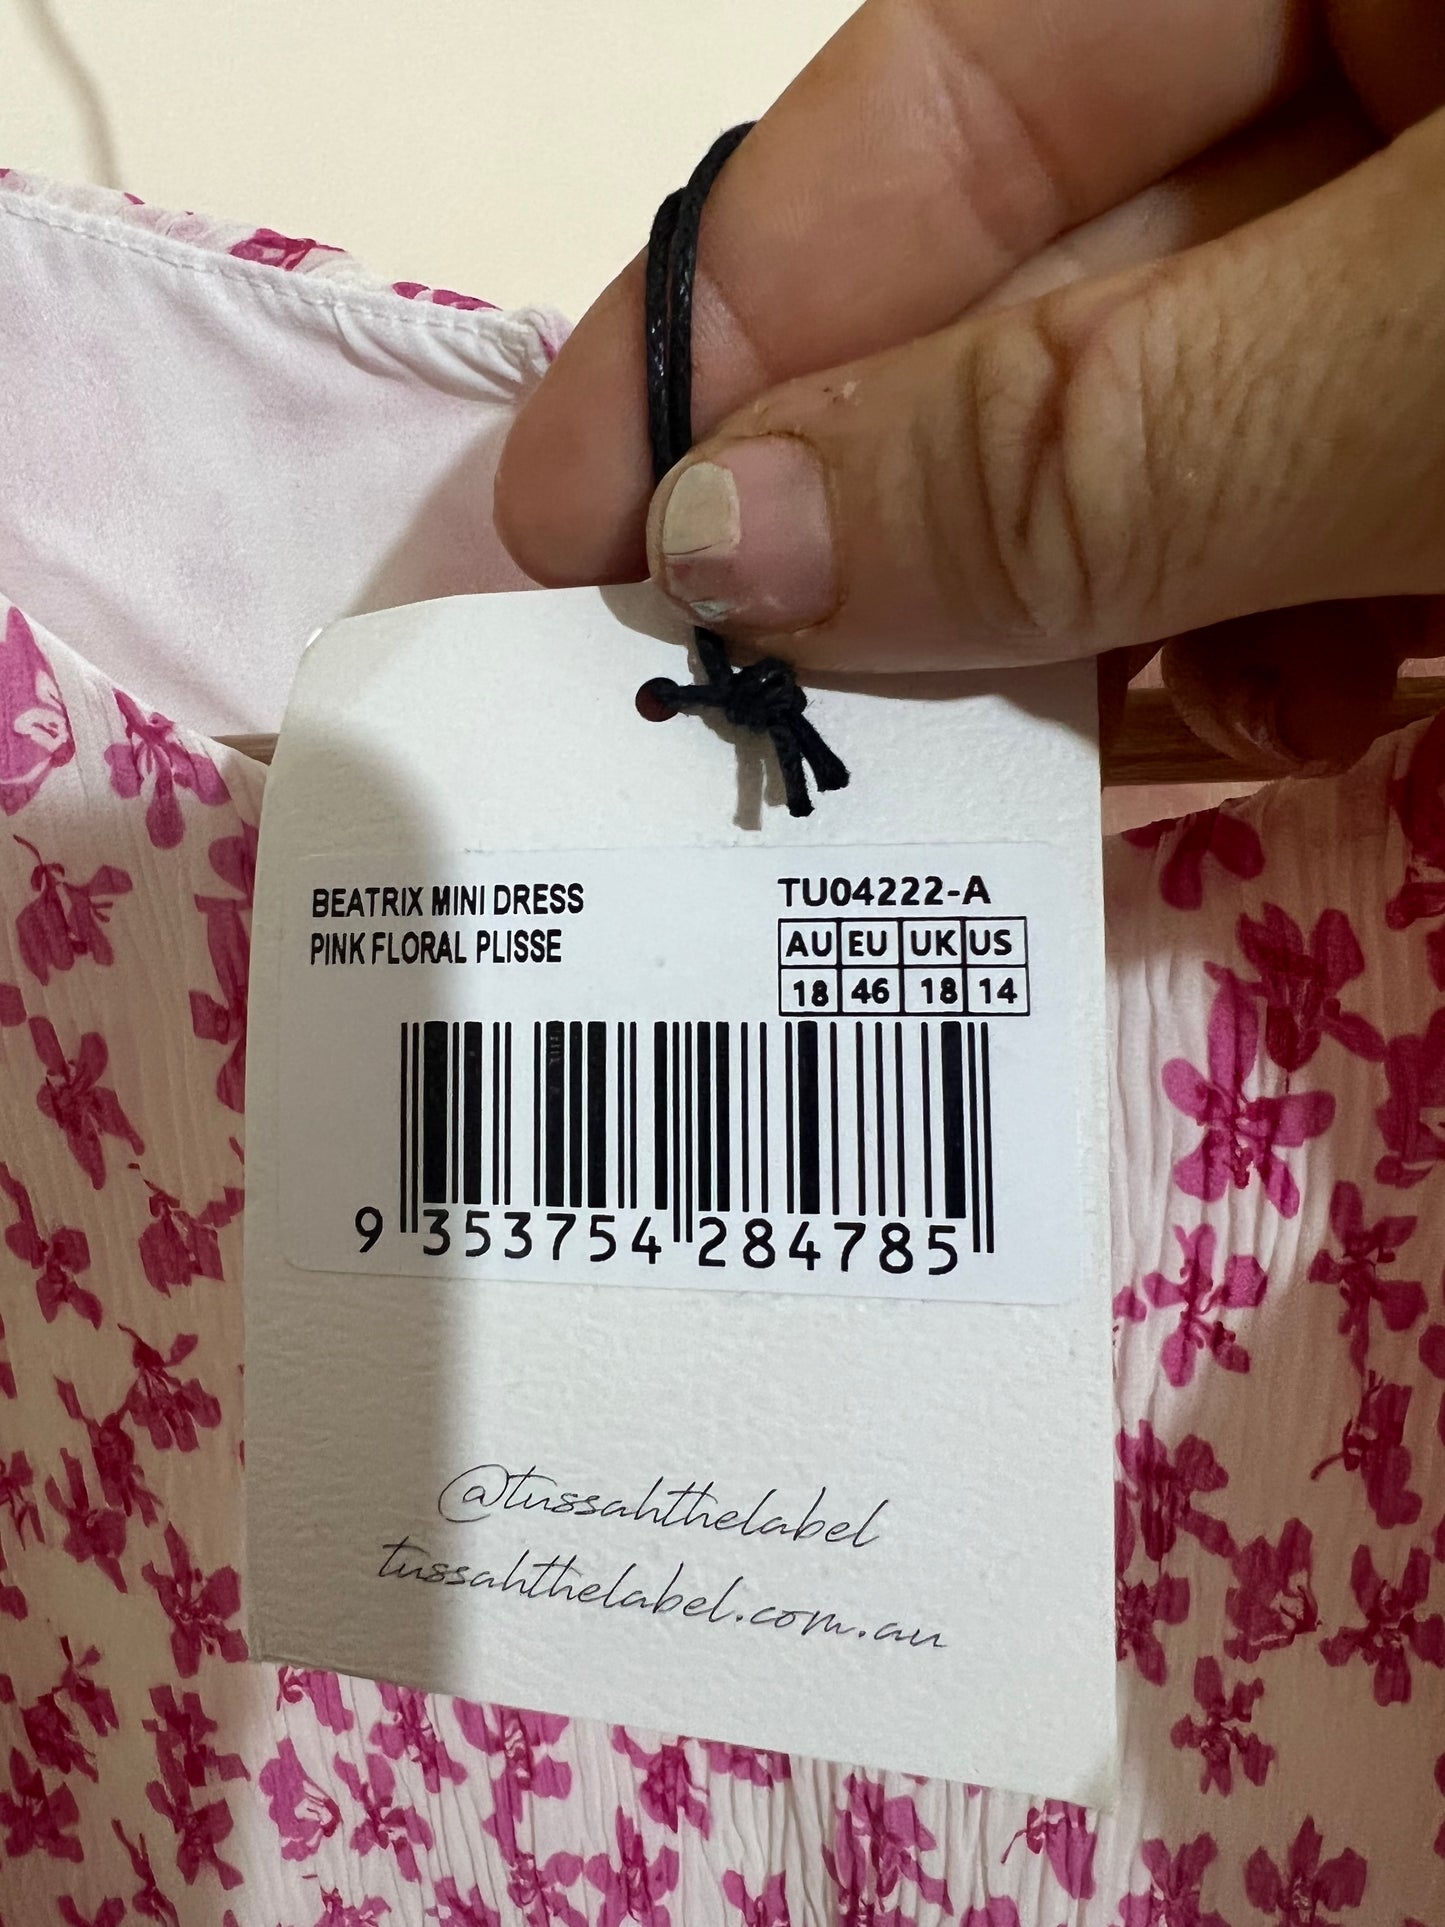 BEATRIX MINI DRESS
PINK FLORAL PLISSE
TU04222-A
AU EU UK US
18 46 18 14
9 353754 284785
@tussahthelabel
tussahthelabel.com.au